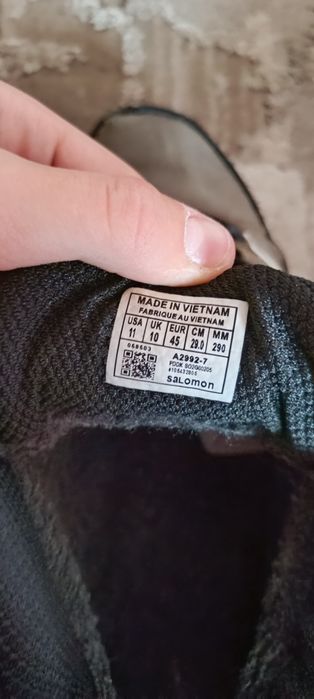 MADE IN VIETNAM
FABRIQUE AU VIETNAM
USA UK EUR CM MM
11 10 45 29.0 290
A2992-7
saLomon